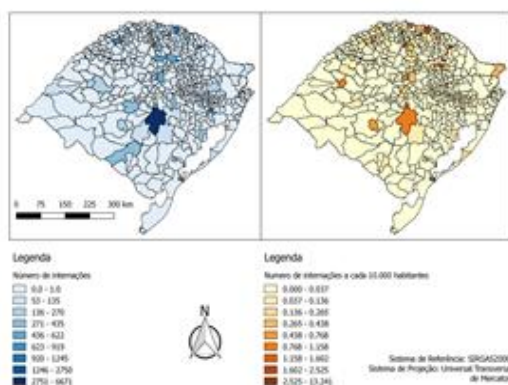 0 75 150 225 300 km
Legenda
Número de internações
0.0 - 1.0
53 - 135
136 - 270
271 - 435
436 - 622
623 - 919
920 - 1245
1246 - 2750
2751 - 6671
N
Legenda
Numero de internações a cada 10.000 habitantes
0.000 - 0.037
0.037 - 0.136
0.136 - 0.265
0.265 - 0.438
0.438 - 0.768
0.768 - 1.158
1.158 - 1.602
1.602 - 2.525
2.525 - 13.241
Sistema de Referência: SIRGAS200
Sistema de Projeção: Universal Transversa
de Mercator